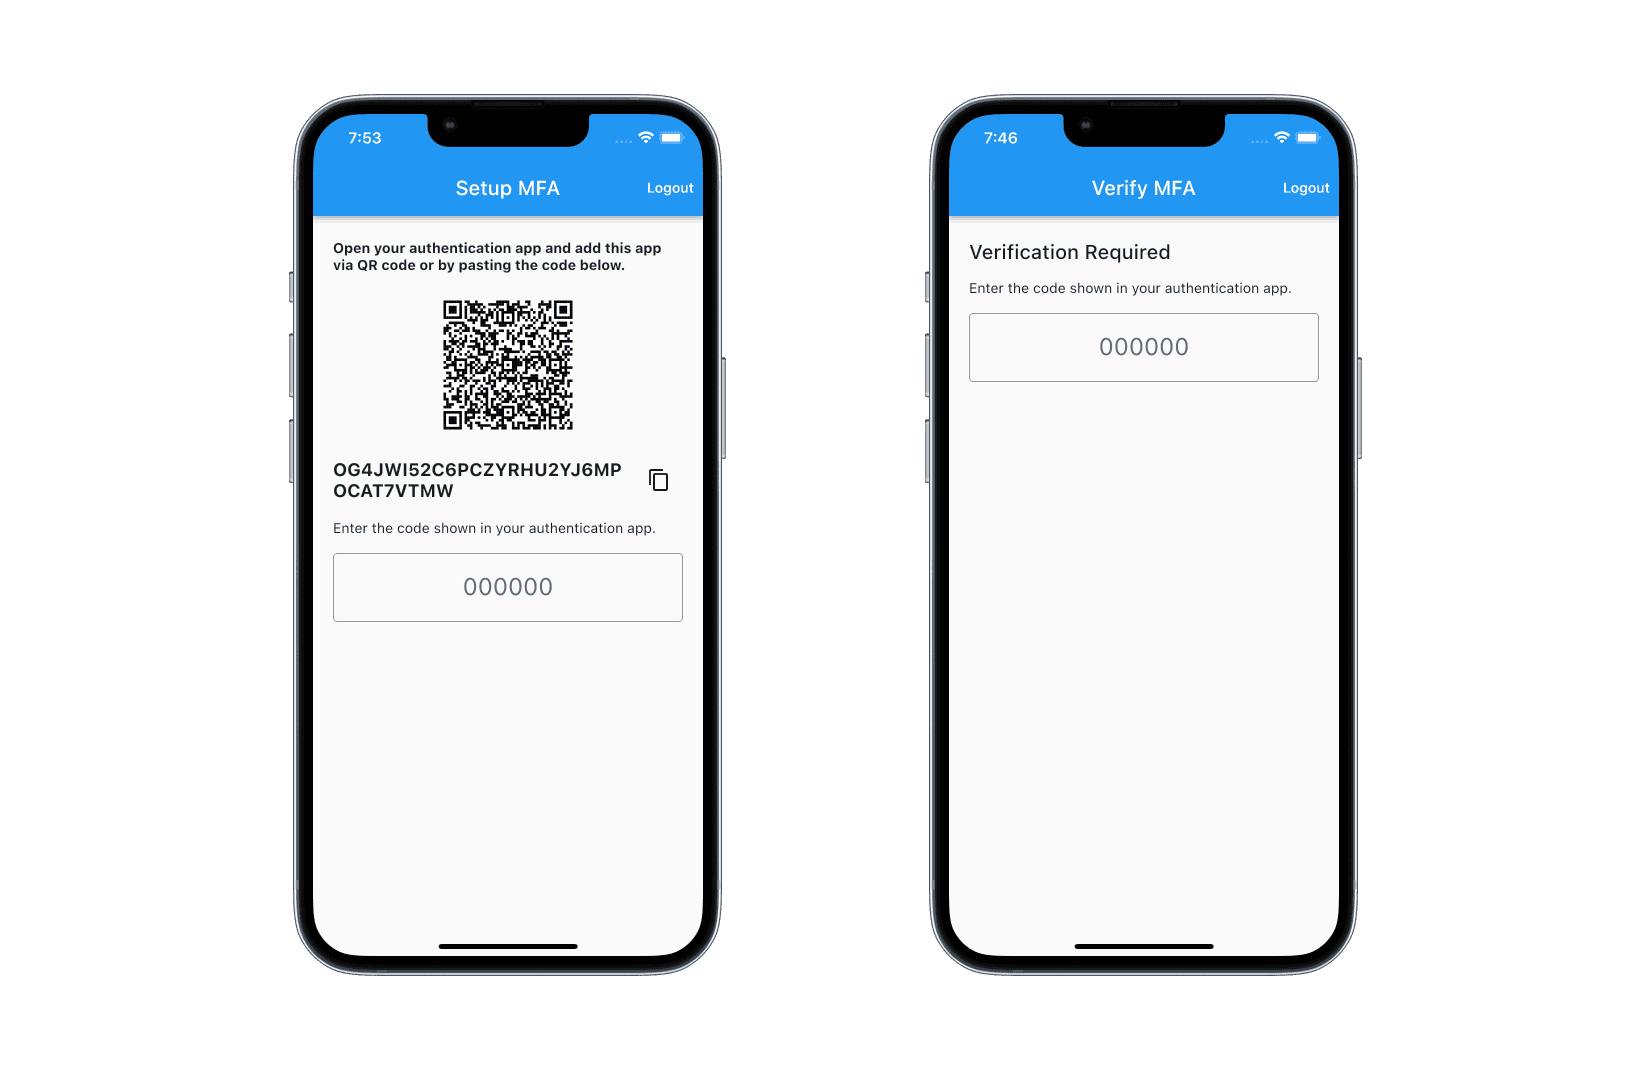 7:53
Setup MFA
Logout
Open your authentication app and add this app
via QR code or by pasting the code below.
OG4JWI52C6PCZYRHU2YJ6MP
OCAT7VTMW
Enter the code shown in your authentication app.
000000
7:46
Verify MFA
Logout
Verification Required
Enter the code shown in your authentication app.
000000